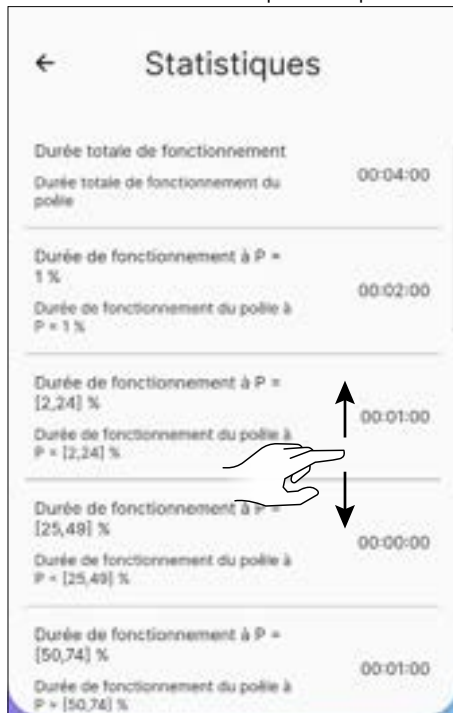 Statistiques
Durée totale de fonctionnement
Durée totale de fonctionnement du
poêle
00:04:00
Durée de fonctionnement à P =
1 %
Durée de fonctionnement du poêle à
P = 1 %
00:02:00
Durée de fonctionnement à P =
[2,24] %
Durée de fonctionnement du poêle à
P = [2,24] %
00:01:00
Durée de fonctionnement à P =
[25,49] %
Durée de fonctionnement du poêle à
P = [25,49] %
00:00:00
Durée de fonctionnement à P =
[50,74] %
Durée de fonctionnement du poêle à
P = [50,74] %
00:01:00